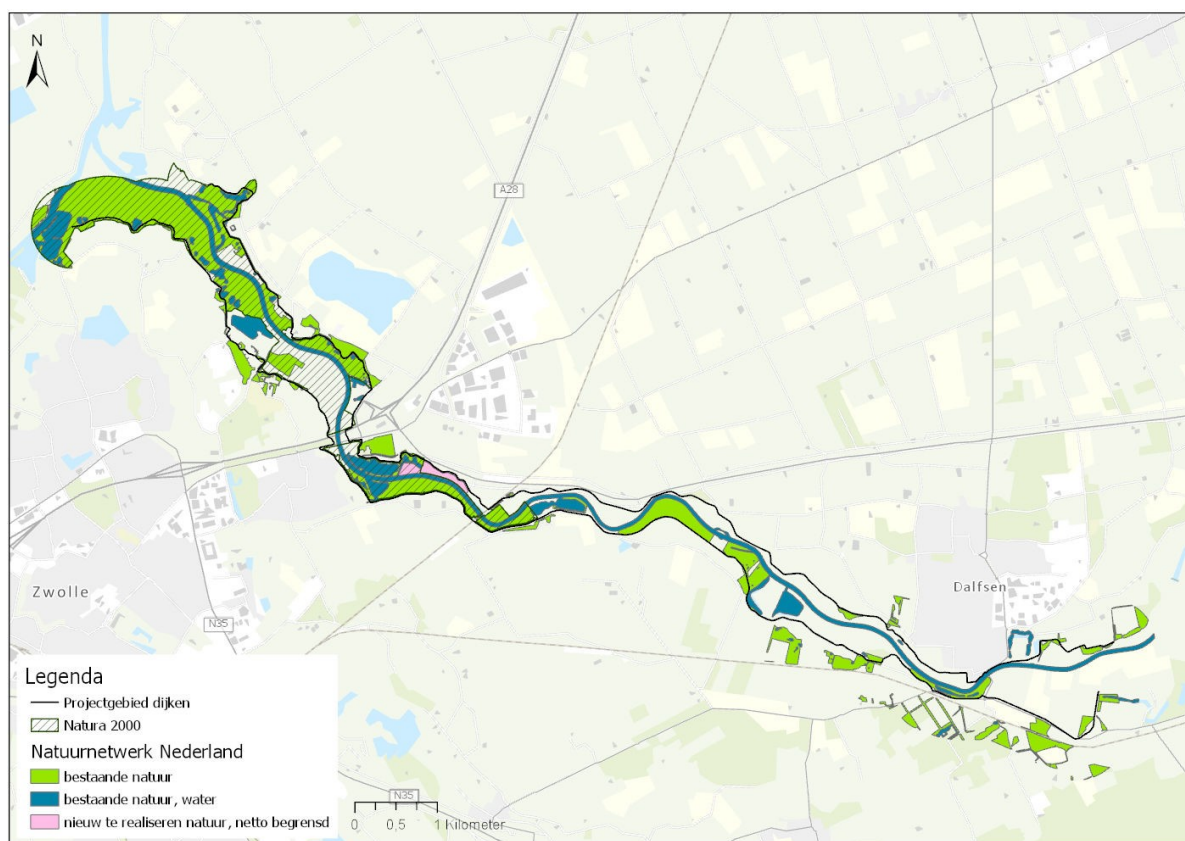 N
A28
Zwolle
N35
Dalfsen
Legenda
Projectgebied dijken
Natura 2000
Natuurnetwerk Nederland
bestaande natuur
bestaande natuur, water
nieuw te realiseren natuur, netto begrensd
N35
0 0,5 1 Kilometer